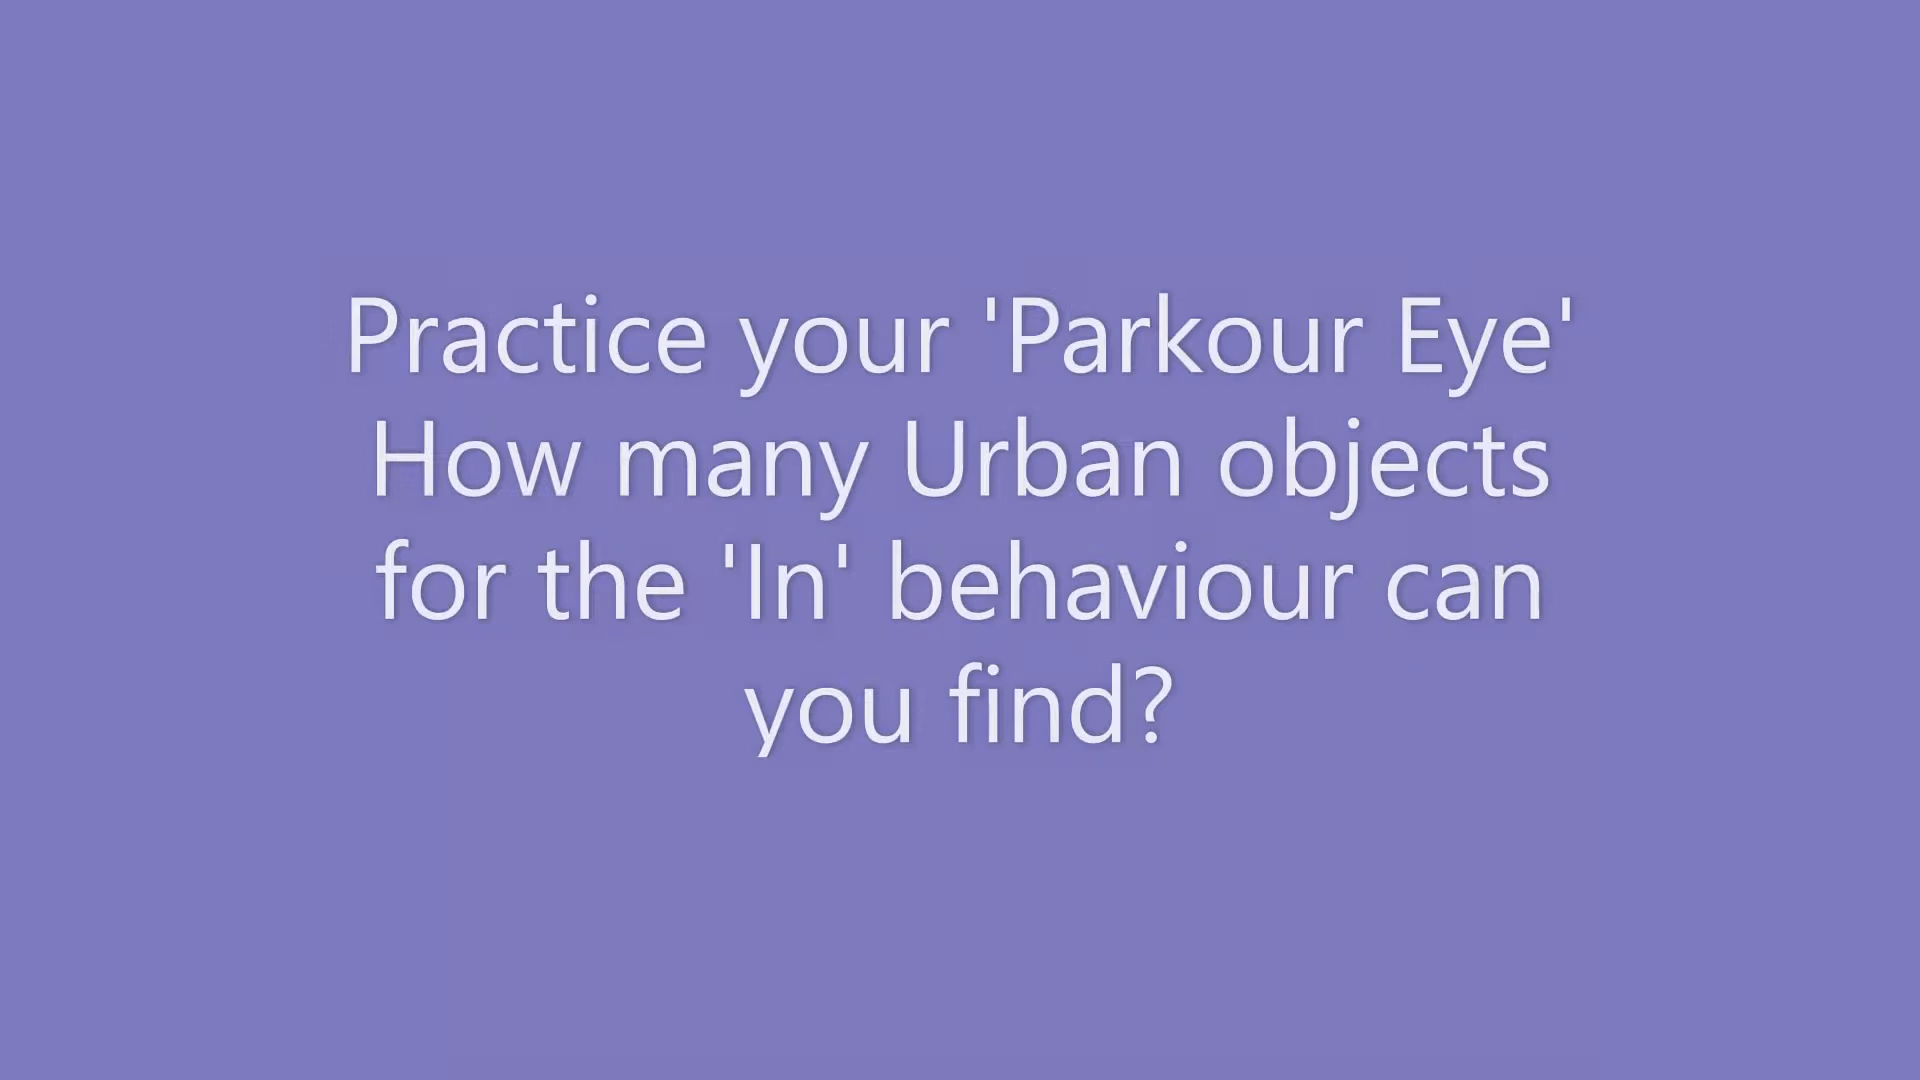 Practice your 'Parkour Eye'
How many Urban objects
for the 'In' behaviour can
you find?